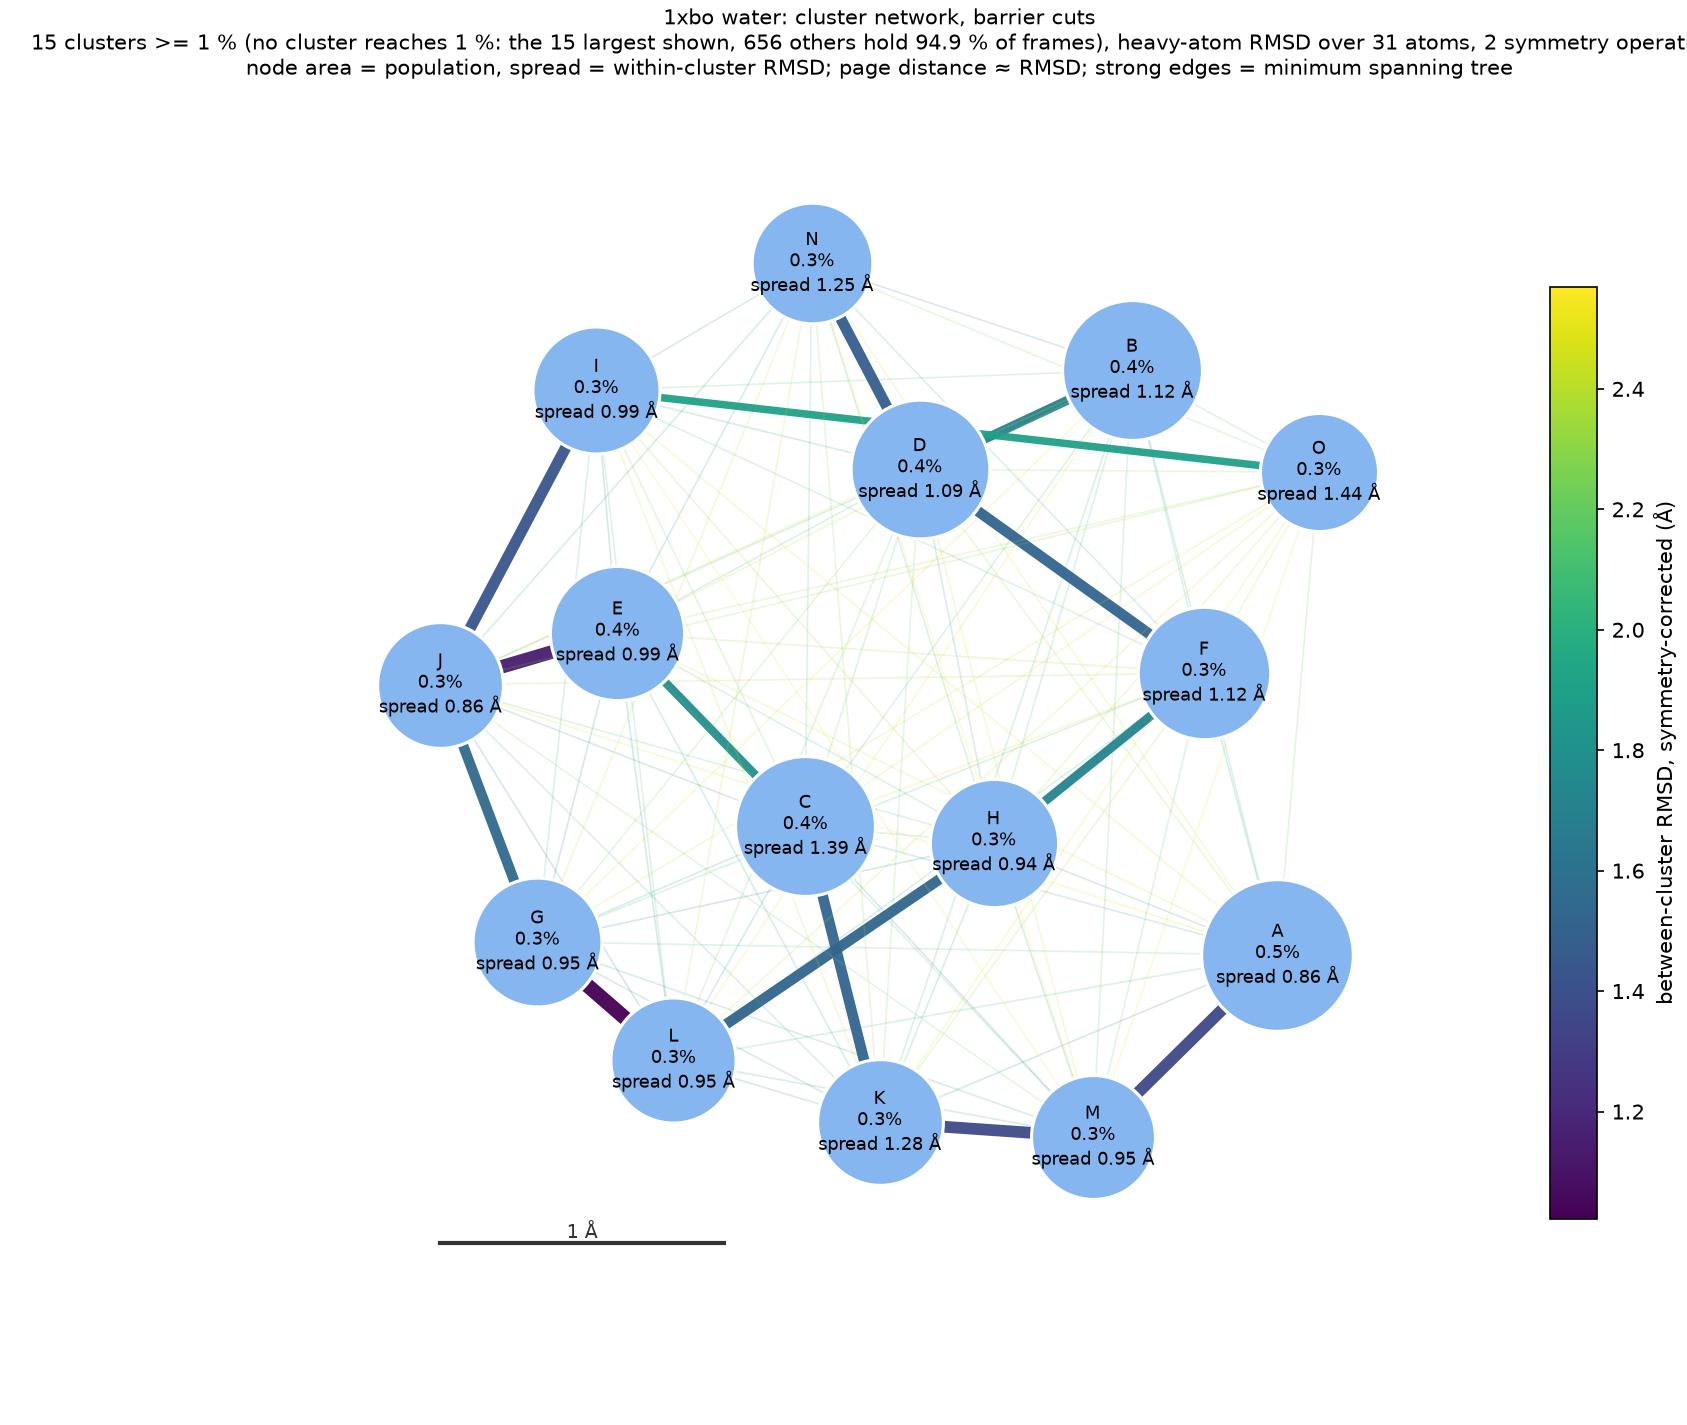 1xbo water: cluster network, barrier cuts
15 clusters >= 1 % (no cluster reaches 1 %: the 15 largest shown, 656 others hold 94.9 % of frames), heavy-atom RMSD over 31 atoms, 2 symmetry operati
node area = population, spread = within-cluster RMSD; page distance ≈ RMSD; strong edges = minimum spanning tree
N
0.3%
spread 1.25 Å
B
0.4%
spread 1.12 Å
I
0.3%
spread 0.99 Å
D
0.4%
spread 1.09 Å
O
0.3%
spread 1.44 Å
E
0.4%
spread 0.99 Å
J
0.3%
spread 0.86 Å
F
0.3%
spread 1.12 Å
C
0.4%
spread 1.39 Å
H
0.3%
spread 0.94 Å
G
0.3%
spread 0.95 Å
A
0.5%
spread 0.86 Å
L
0.3%
spread 0.95 Å
K
0.3%
spread 1.28 Å
M
0.3%
spread 0.95 Å
1 Å
2.4
2.2
2.0
1.8
1.6
1.4
1.2
between-cluster RMSD, symmetry-corrected (Å)